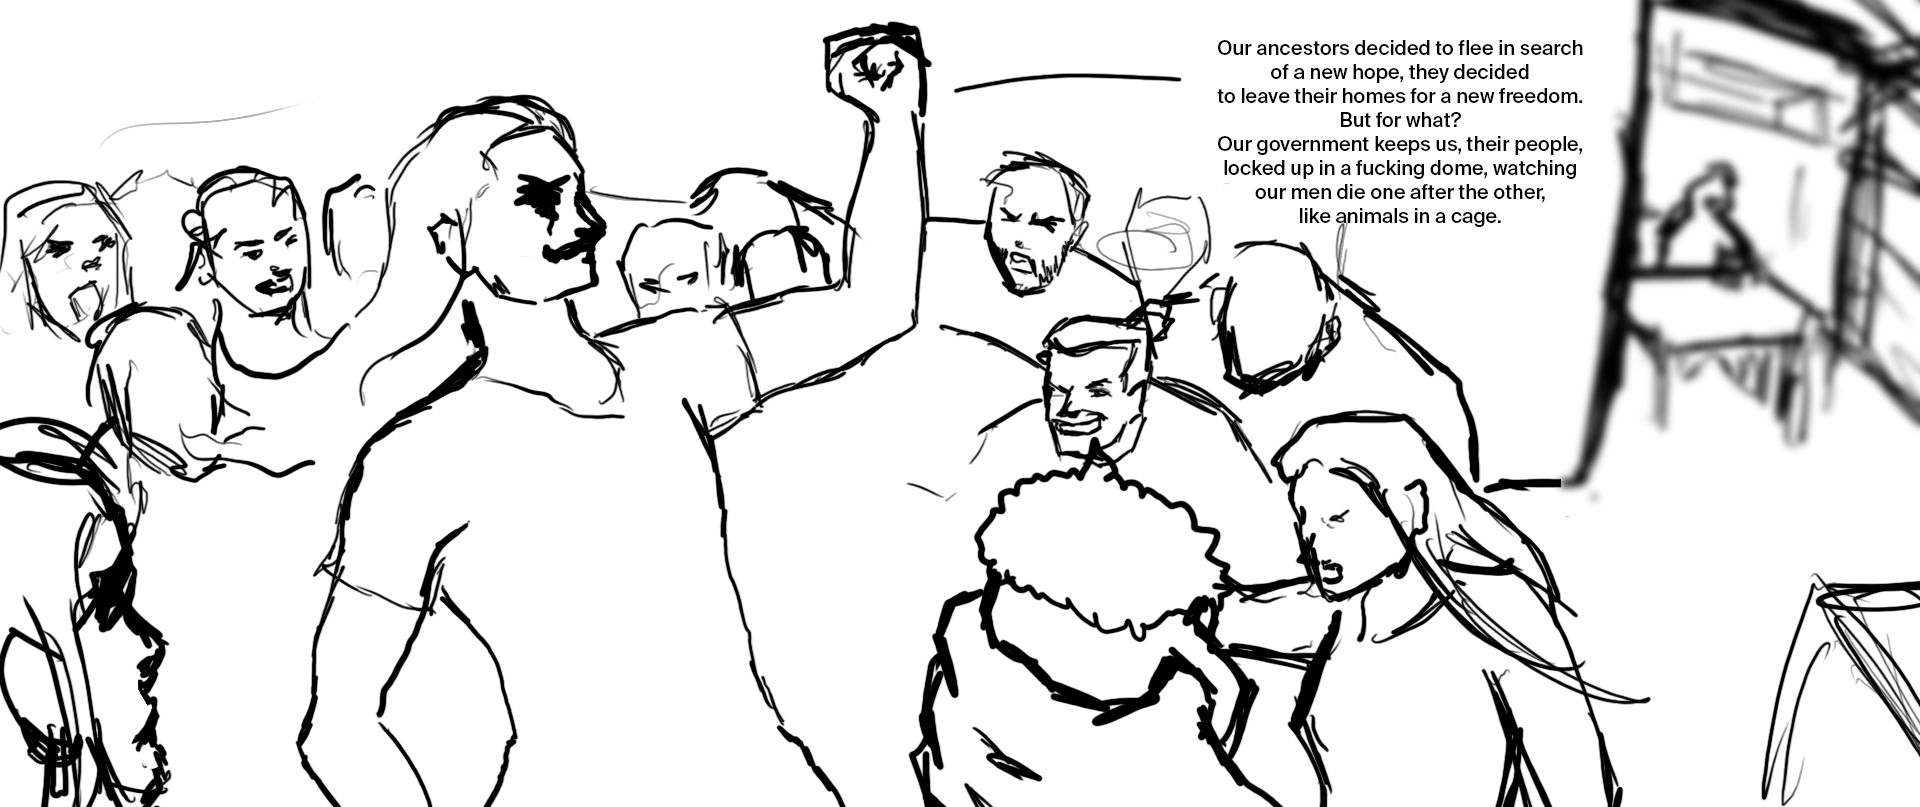 Our ancestors decided to flee in search
of a new hope, they decided
to leave their homes for a new freedom.
But for what?
Our government keeps us, their people,
locked up in a fucking dome, watching
our men die one after the other,
like animals in a cage.